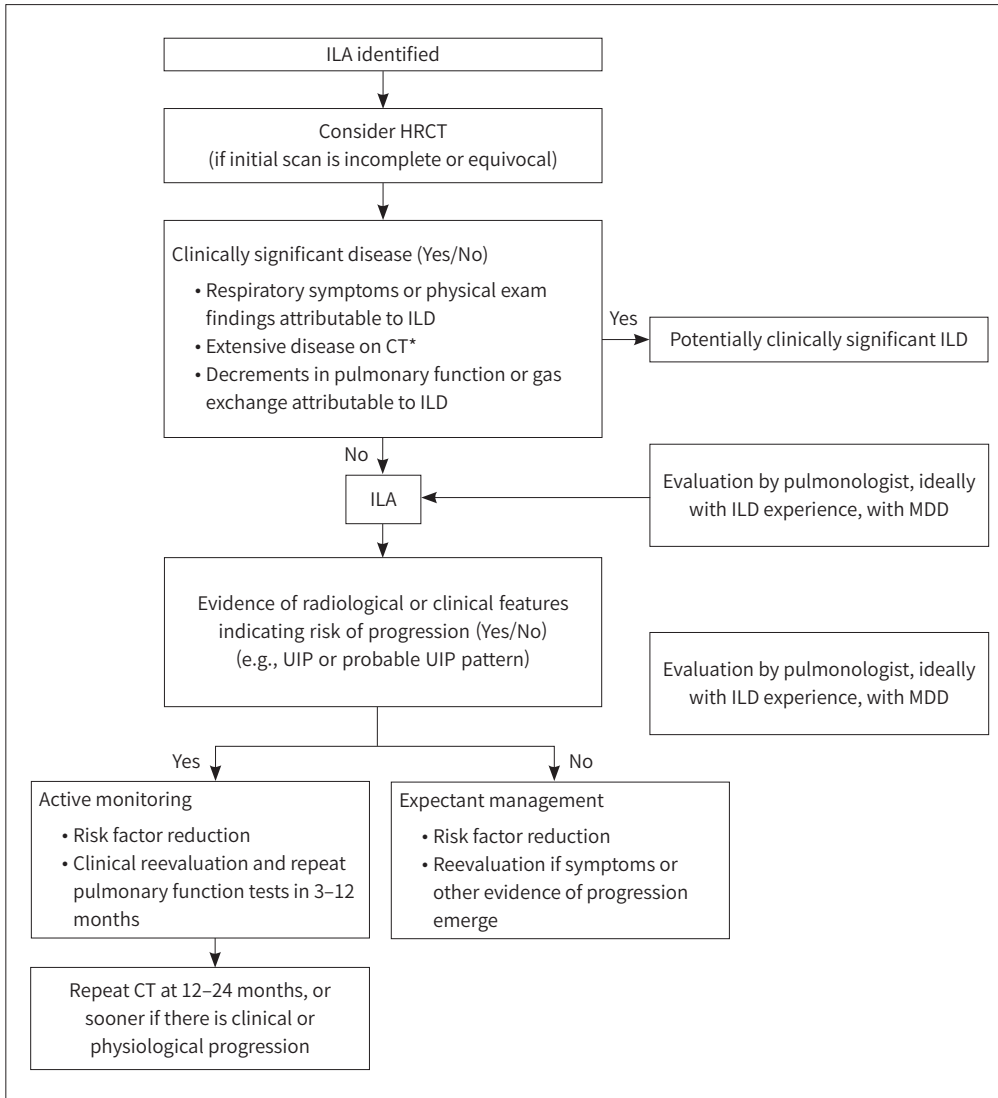 ILA identified
Consider HRCT
(if initial scan is incomplete or equivocal)
Clinically significant disease (Yes/No)
• Respiratory symptoms or physical exam
findings attributable to ILD
• Extensive disease on CT*
• Decrements in pulmonary function or gas
exchange attributable to ILD
Yes
Potentially clinically significant ILD
No
ILA
Evaluation by pulmonologist, ideally
with ILD experience, with MDD
Evidence of radiological or clinical features
indicating risk of progression (Yes/No)
(e.g., UIP or probable UIP pattern)
Evaluation by pulmonologist, ideally
with ILD experience, with MDD
Yes
No
Active monitoring
• Risk factor reduction
• Clinical reevaluation and repeat
pulmonary function tests in 3–12
months
Expectant management
• Risk factor reduction
• Reevaluation if symptoms or
other evidence of progression
emerge
Repeat CT at 12–24 months, or
sooner if there is clinical or
physiological progression